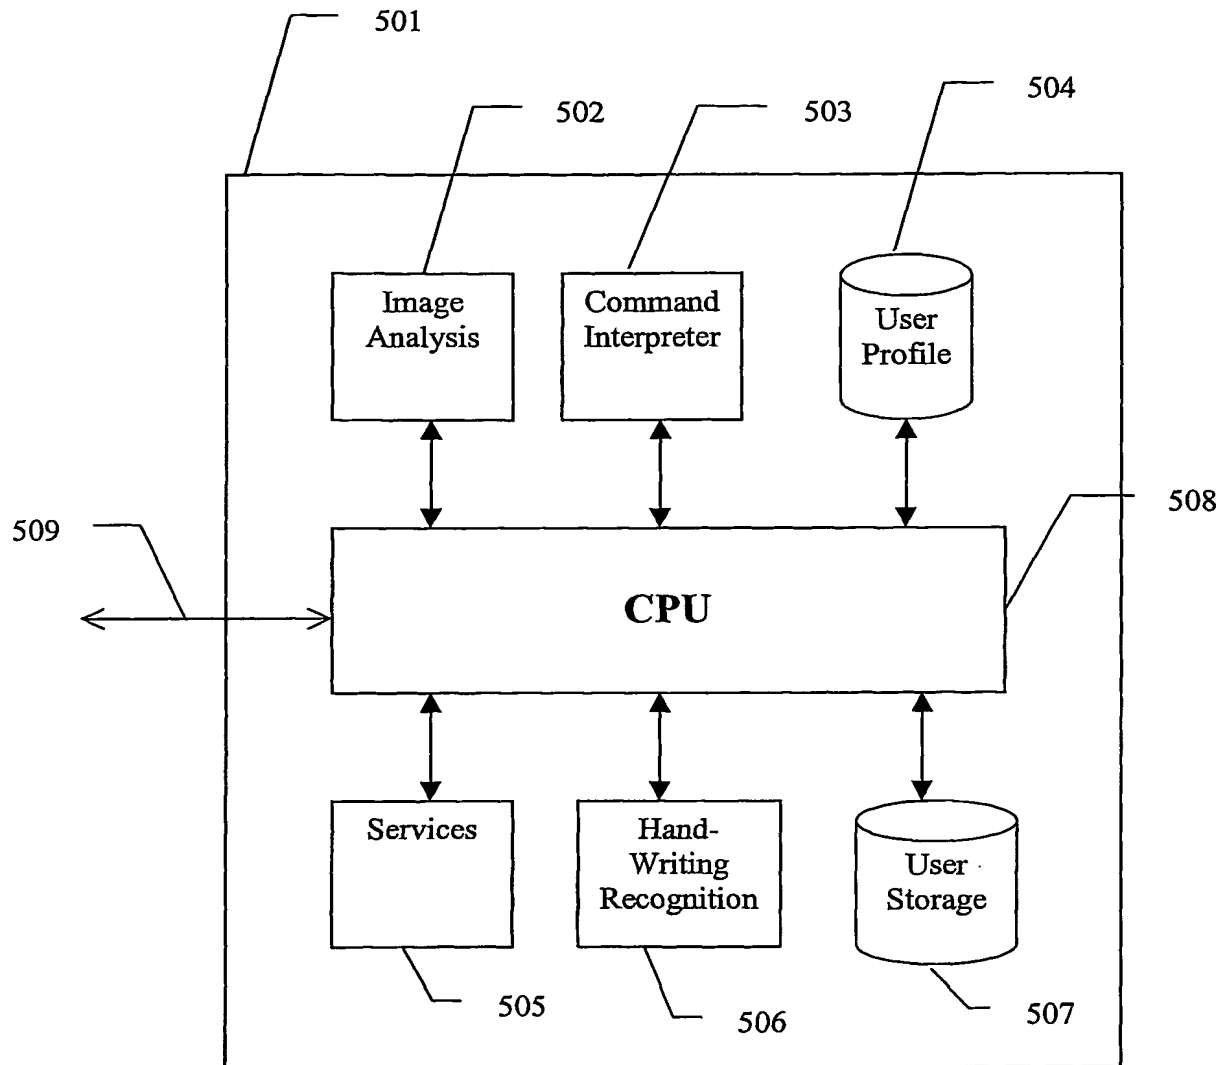 501
502
503
504
Image
Analysis
Command
Interpreter
User
Profile
508
509
CPU
Services
Hand-
Writing
Recognition
User
Storage
505
506
507